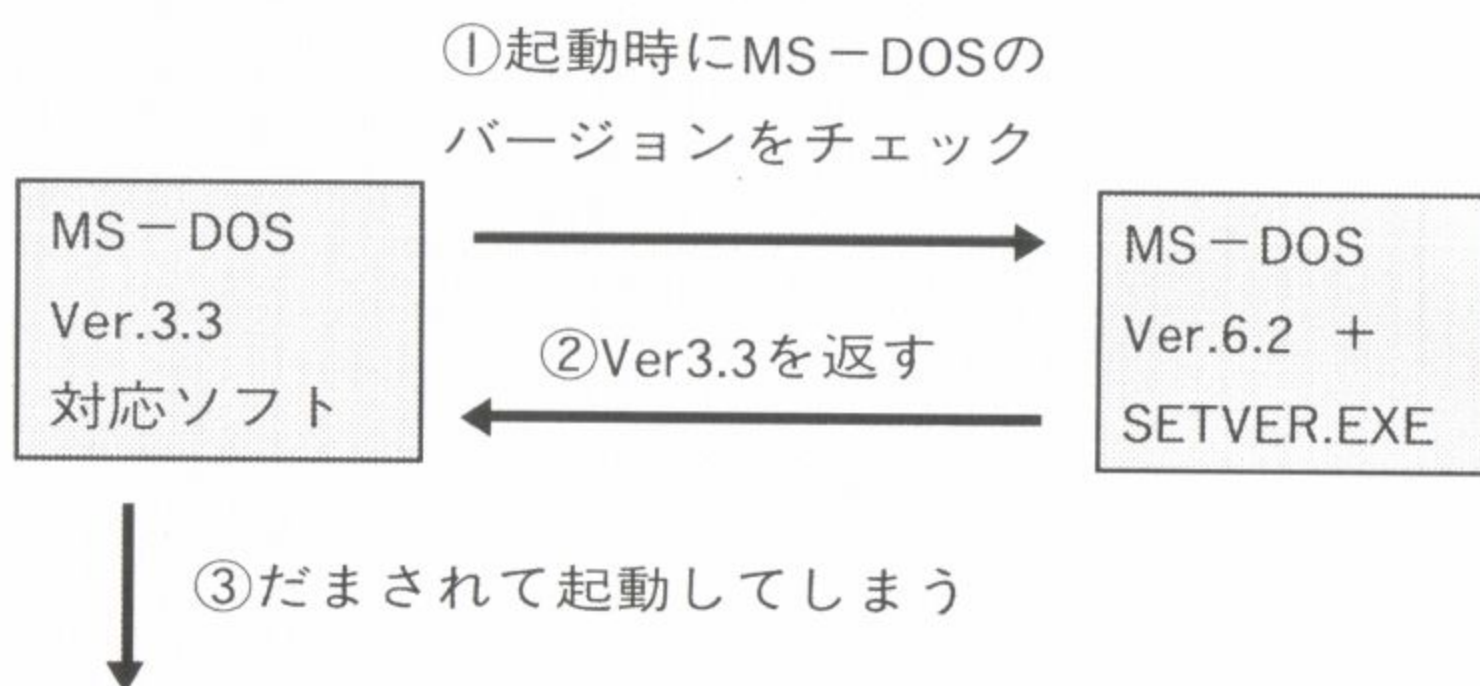 ①起動時にMS－DOSの
バージョンをチェック
MS－DOS
Ver.3.3
対応ソフト
②Ver3.3を返す
MS－DOS
Ver.6.2 ＋
SETVER.EXE
③だまされて起動してしまう